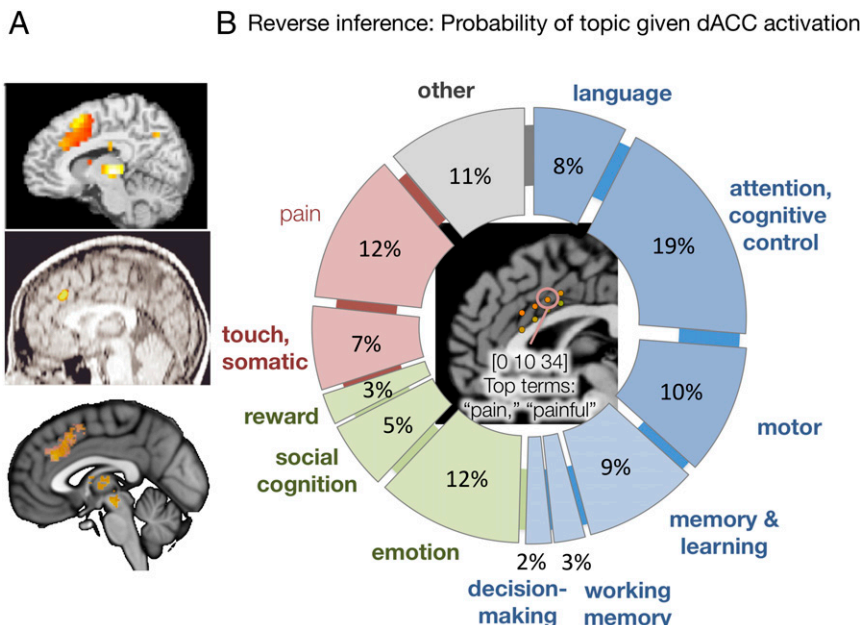 A
B Reverse inference: Probability of topic given dACC activation
other
language
8%
11%
attention,
cognitive
control
19%
pain
12%
touch,
somatic
7%
[0 10 34]
Top terms:
“pain,” “painful”
10%
motor
3%
reward
5%
social
cognition
12%
emotion
9%
memory &
learning
2%
3%
decision-
making
working
memory